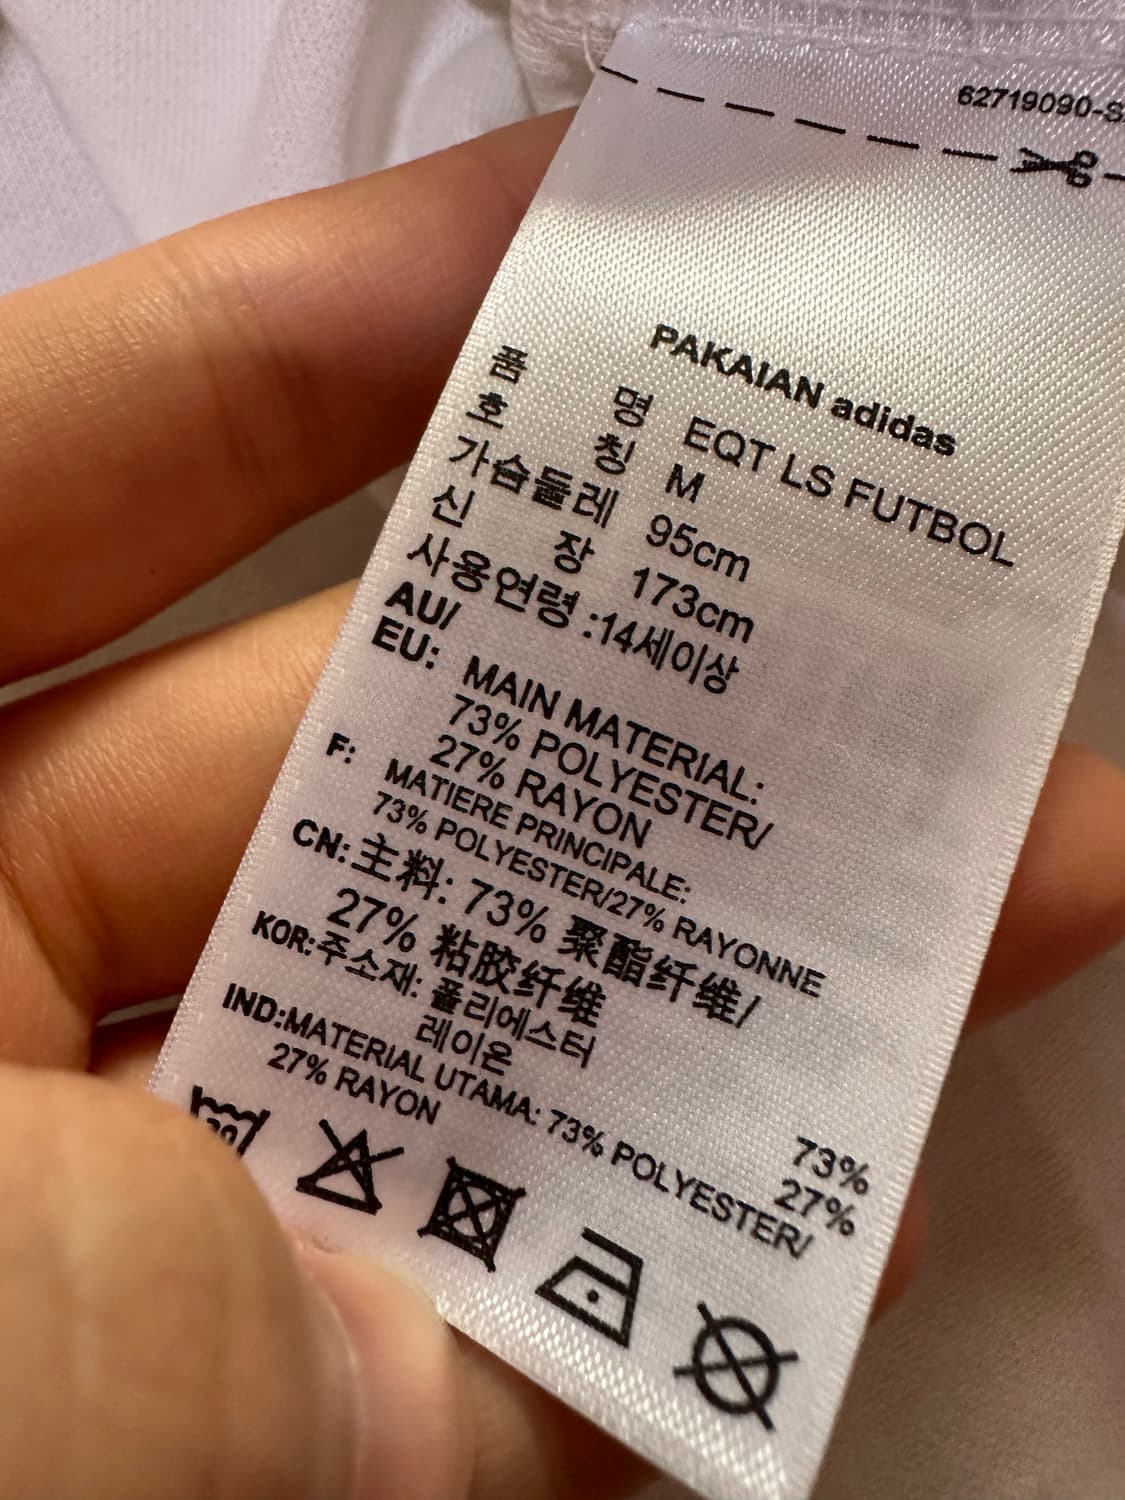 62719090-S
PAKAIAN adidas
품 명 EQT LS FUTBOL
호 칭 M
가슴둘레 95cm
신 장 173cm
사용연령 :14세이상
AU/
EU: MAIN MATERIAL:
73% POLYESTER/
27% RAYON
F: MATIERE PRINCIPALE:
73% POLYESTER/27% RAYONNE
CN:主料: 73% 聚酯纤维/
27% 粘胶纤维
KOR:주소재: 폴리에스터 73%
레이온 27%
IND:MATERIAL UTAMA: 73% POLYESTER/
27% RAYON